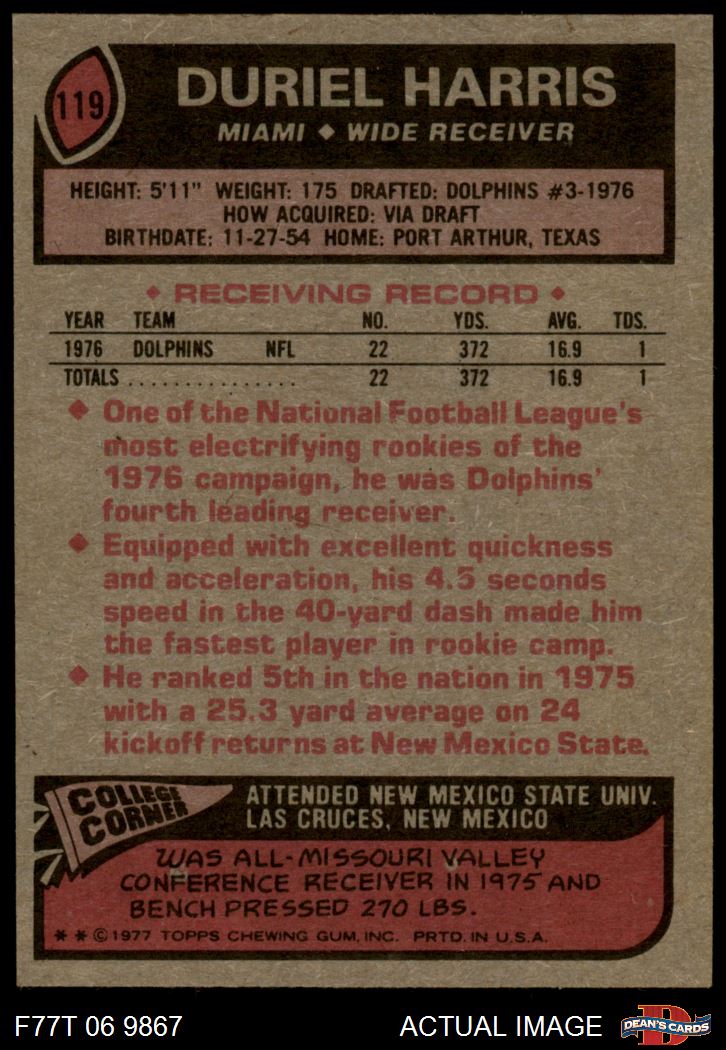 119
DURIEL HARRIS
MIAMI ◆ WIDE RECEIVER
HEIGHT: 5'11" WEIGHT: 175 DRAFTED: DOLPHINS #3-1976
HOW ACQUIRED: VIA DRAFT
BIRTHDATE: 11-27-54 HOME: PORT ARTHUR, TEXAS
◆ RECEIVING RECORD ◆
YEAR TEAM NO. YDS. AVG. TDS.
1976 DOLPHINS NFL 22 372 16.9 1
TOTALS .............. 22 372 16.9 1
◆ One of the National Football League's
most electrifying rookies of the
1976 campaign, he was Dolphins'
fourth leading receiver.
◆ Equipped with excellent quickness
and acceleration, his 4.5 seconds
speed in the 40-yard dash made him
the fastest player in rookie camp.
◆ He ranked 5th in the nation in 1975
with a 25.3 yard average on 24
kickoff returns at New Mexico State.
COLLEGE
CORNER
ATTENDED NEW MEXICO STATE UNIV.
LAS CRUCES, NEW MEXICO
WAS ALL-MISSOURI VALLEY
CONFERENCE RECEIVER IN 1975 AND
BENCH PRESSED 270 LBS.
* * © 1977 TOPPS CHEWING GUM, INC. PRTD. IN U.S.A.
F77T 06 9867
ACTUAL IMAGE
D
DEAN'S CARDS